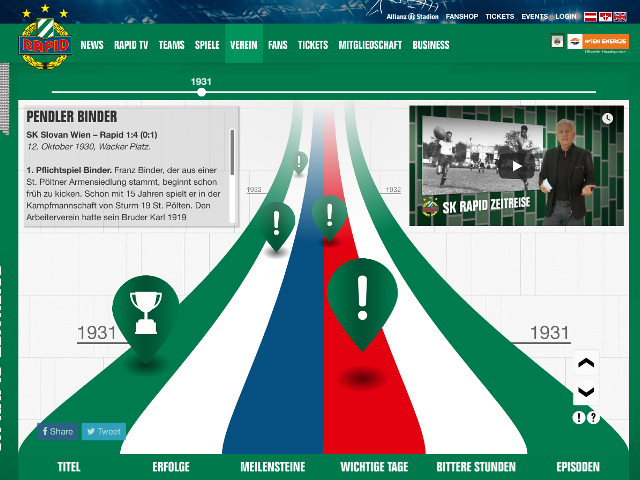 Allianz Stadion FANSHOP TICKETS EVENTS LOGIN
RAPID
NEWS RAPID TV TEAMS SPIELE VEREIN FANS TICKETS MITGLIEDSCHAFT BUSINESS
WIEN ENERGIE
1931
PENDLER BINDER
SK Slovan Wien – Rapid 1:4 (0:1)
12. Oktober 1930, Wacker Platz.
1. Pflichtspiel Binder. Franz Binder, der aus einer
St. Pöltner Armensiedlung stammt, beginnt schon
früh zu kicken. Schon mit 15 Jahren spielt er in der
Kampfmannschaft von Sturm 19 St. Pölten. Den
Arbeiterverein hatte sein Bruder Karl 1919
SK RAPID ZEITREISE
1932 1932
1931 1931
Share Tweet
! ?
TITEL ERFOLGE MEILENSTEINE WICHTIGE TAGE BITTERE STUNDEN EPISODEN